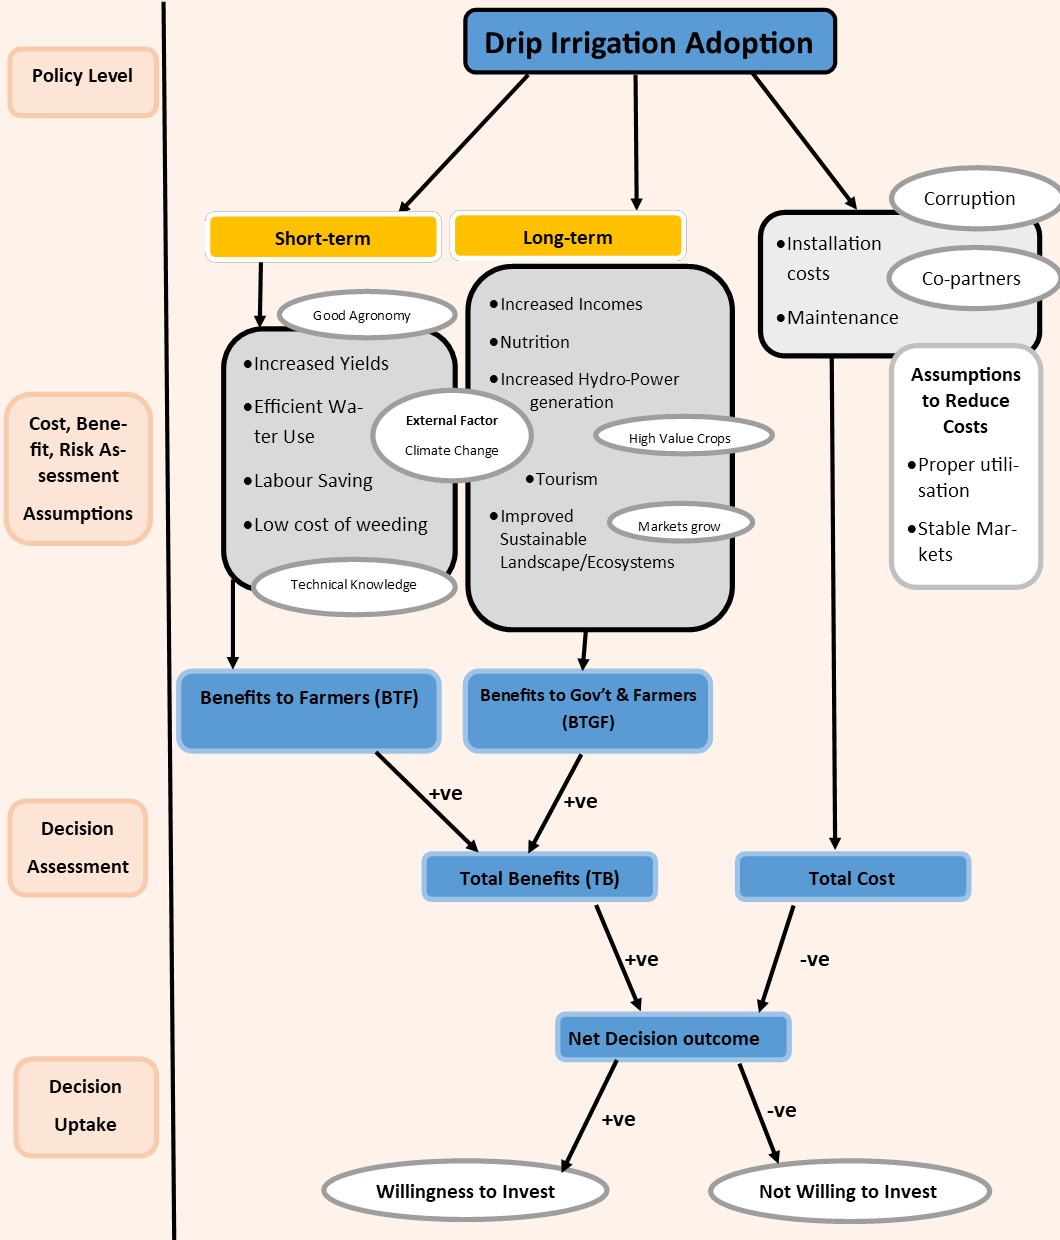 Drip Irrigation Adoption
Policy Level
Corruption
Short-term
Long-term
•Installation
costs
Co-partners
•Maintenance
Good Agronomy
•Increased Yields
•Efficient Wa-
ter Use
•Labour Saving
•Low cost of weeding
Technical Knowledge
External Factor
Climate Change
•Increased Incomes
•Nutrition
•Increased Hydro-Power
generation
High Value Crops
•Tourism
•Improved
Sustainable
Landscape/Ecosystems
Markets grow
Assumptions
to Reduce
Costs
•Proper utili-
sation
•Stable Mar-
kets
Cost, Bene-
fit, Risk As-
sessment
Assumptions
Benefits to Farmers (BTF)
Benefits to Gov’t & Farmers
(BTGF)
+ve
+ve
Decision
Assessment
Total Benefits (TB)
Total Cost
+ve
-ve
Net Decision outcome
Decision
Uptake
+ve
-ve
Willingness to Invest
Not Willing to Invest